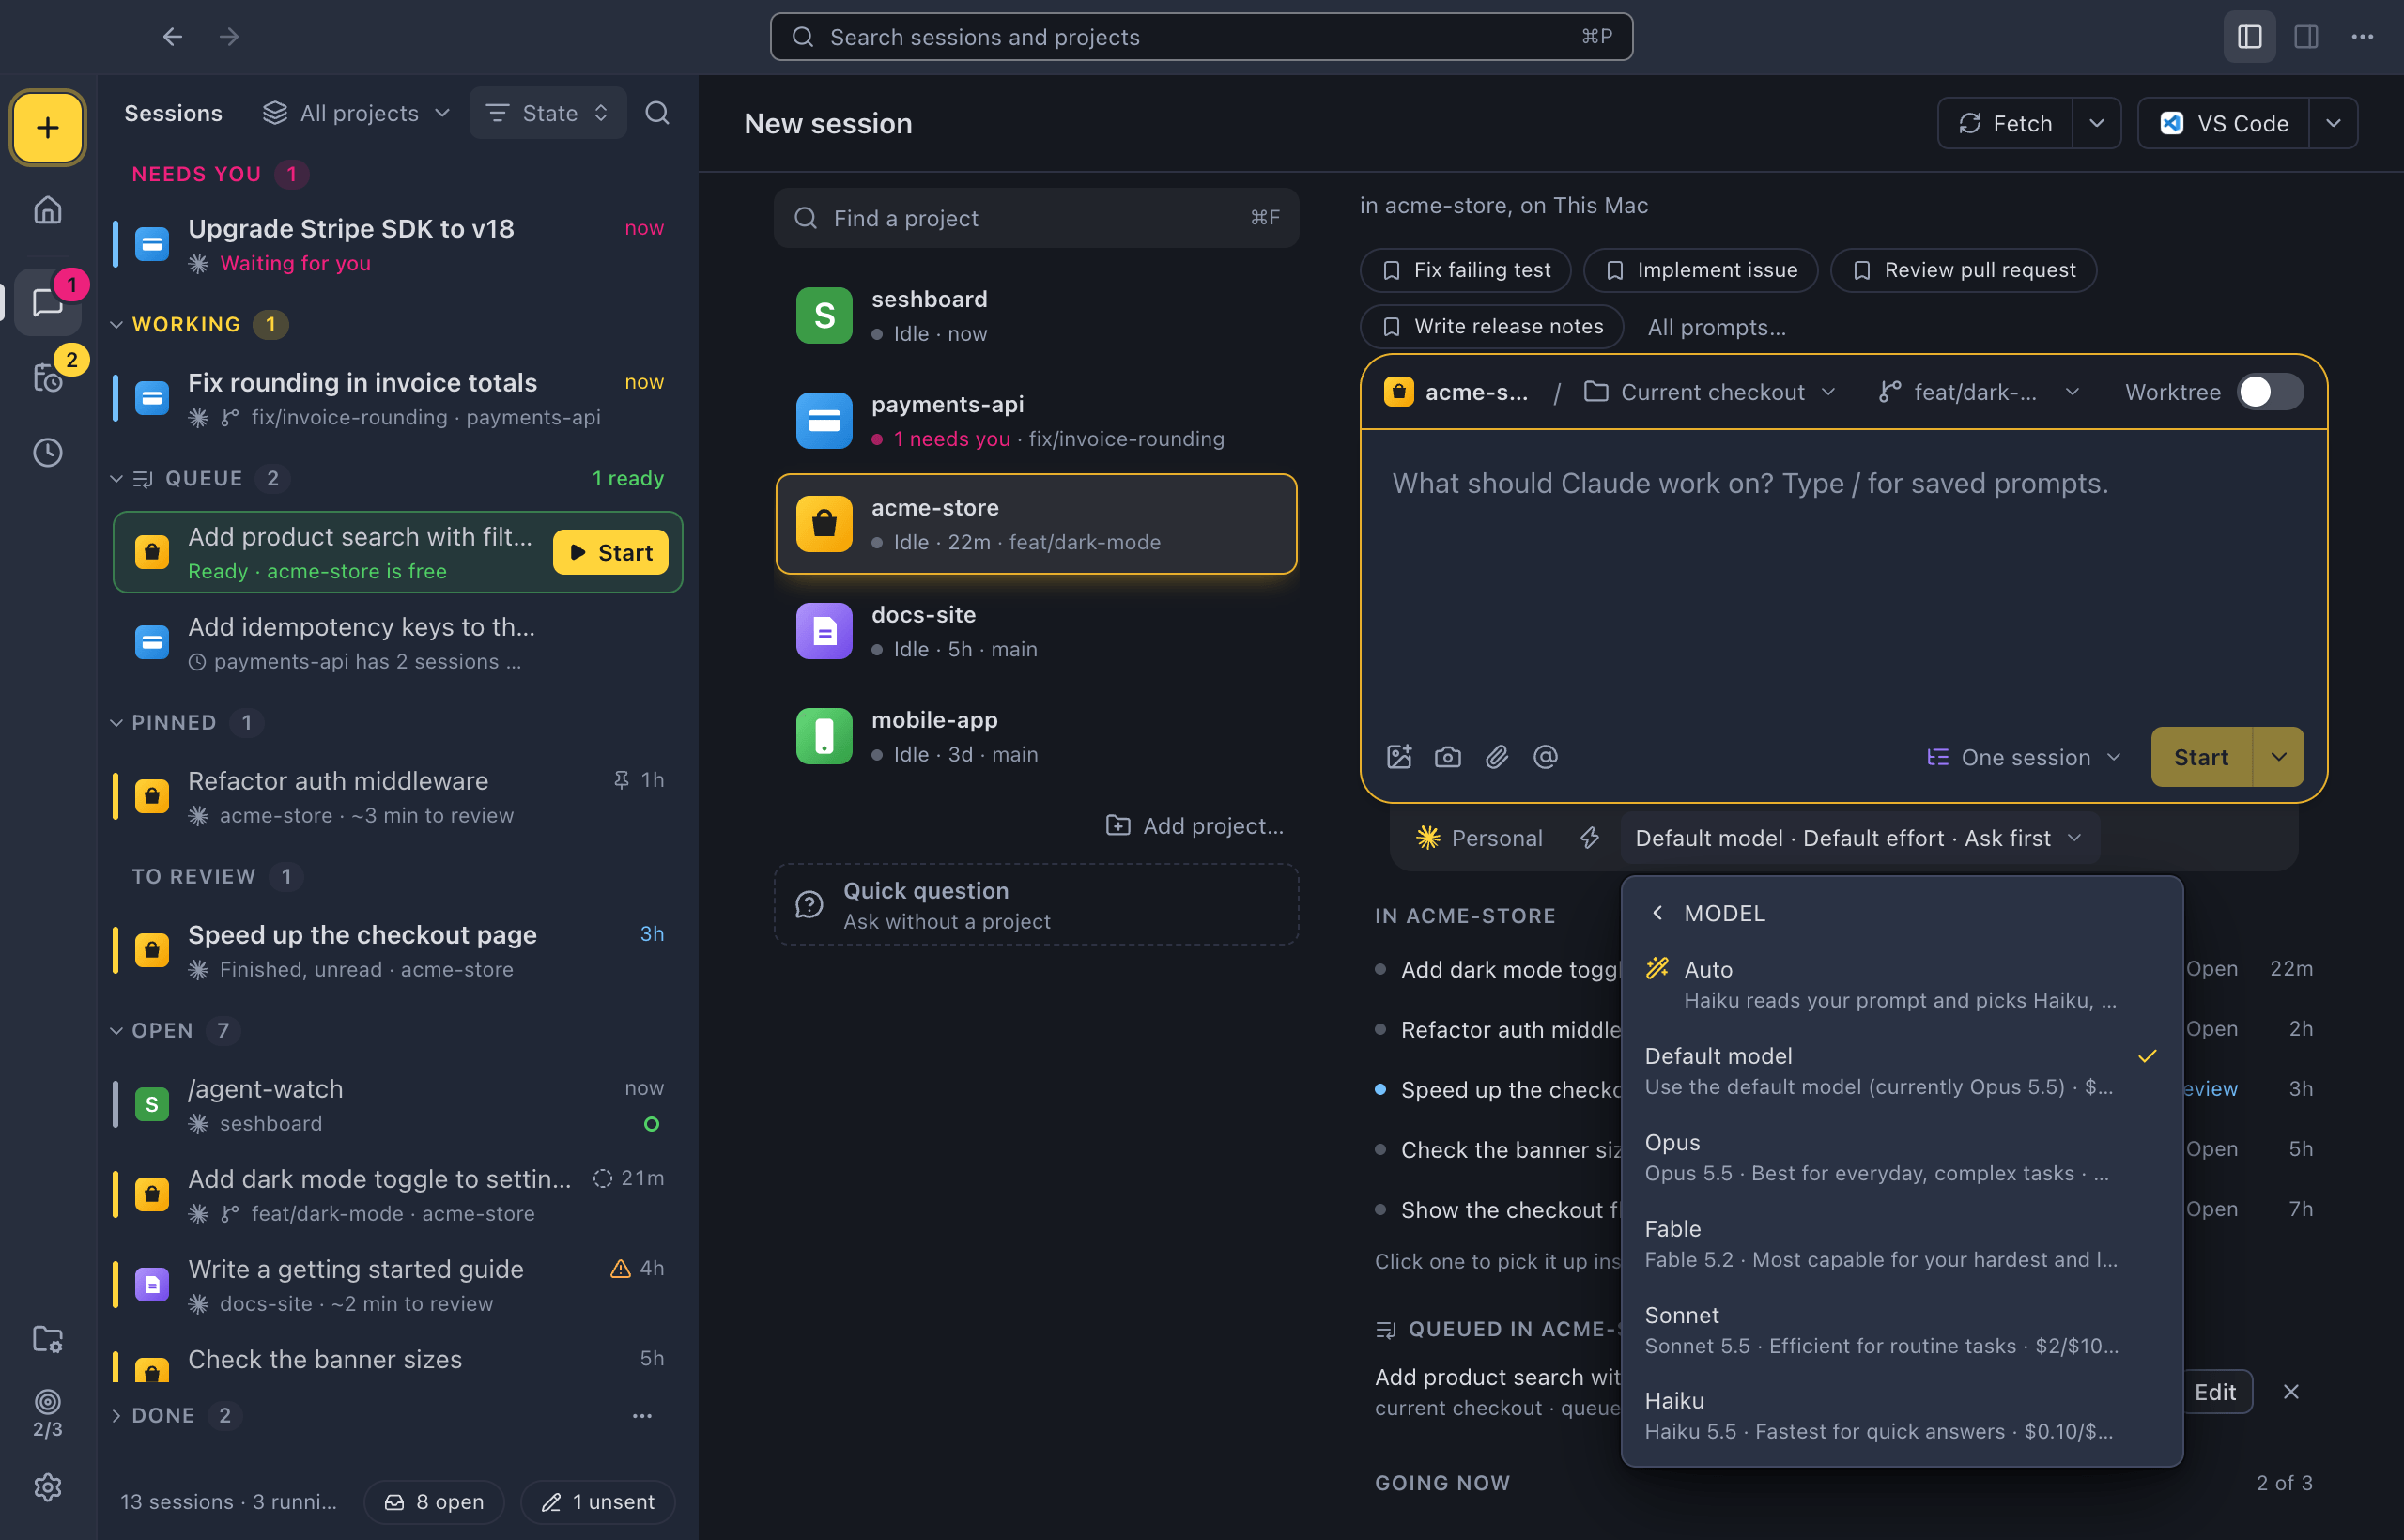 Search sessions and projects ⌘P
Sessions All projects State
NEEDS YOU 1
Upgrade Stripe SDK to v18 now
Waiting for you
WORKING 1
Fix rounding in invoice totals now
fix/invoice-rounding · payments-api
QUEUE 2 1 ready
Add product search with filt... Start
Ready · acme-store is free
Add idempotency keys to th...
payments-api has 2 sessions ...
PINNED 1
Refactor auth middleware 1h
acme-store · ~3 min to review
TO REVIEW 1
Speed up the checkout page 3h
Finished, unread · acme-store
OPEN 7
/agent-watch now
S
seshboard
Add dark mode toggle to settin... 21m
feat/dark-mode · acme-store
Write a getting started guide 4h
docs-site · ~2 min to review
Check the banner sizes 5h
DONE 2
13 sessions · 3 runni... 8 open 1 unsent
1
2
2/3
New session Fetch VS Code
Find a project ⌘F
S
seshboard
Idle · now
payments-api
1 needs you · fix/invoice-rounding
acme-store
Idle · 22m · feat/dark-mode
docs-site
Idle · 5h · main
mobile-app
Idle · 3d · main
Add project...
Quick question
Ask without a project
in acme-store, on This Mac
Fix failing test Implement issue Review pull request
Write release notes All prompts...
acme-s... / Current checkout feat/dark-... Worktree
What should Claude work on? Type / for saved prompts.
One session Start
Personal Default model · Default effort · Ask first
IN ACME-STORE
Add dark mode toggl Open 22m
Refactor auth middle Open 2h
Speed up the checko eview 3h
Check the banner siz Open 5h
Show the checkout fl Open 7h
Click one to pick it up ins
QUEUED IN ACME-S
Add product search wit Edit
current checkout · queue
GOING NOW 2 of 3
MODEL
Auto
Haiku reads your prompt and picks Haiku, ...
Default model
Use the default model (currently Opus 5.5) · $...
Opus
Opus 5.5 · Best for everyday, complex tasks · ...
Fable
Fable 5.2 · Most capable for your hardest and l...
Sonnet
Sonnet 5.5 · Efficient for routine tasks · $2/$10...
Haiku
Haiku 5.5 · Fastest for quick answers · $0.10/$...